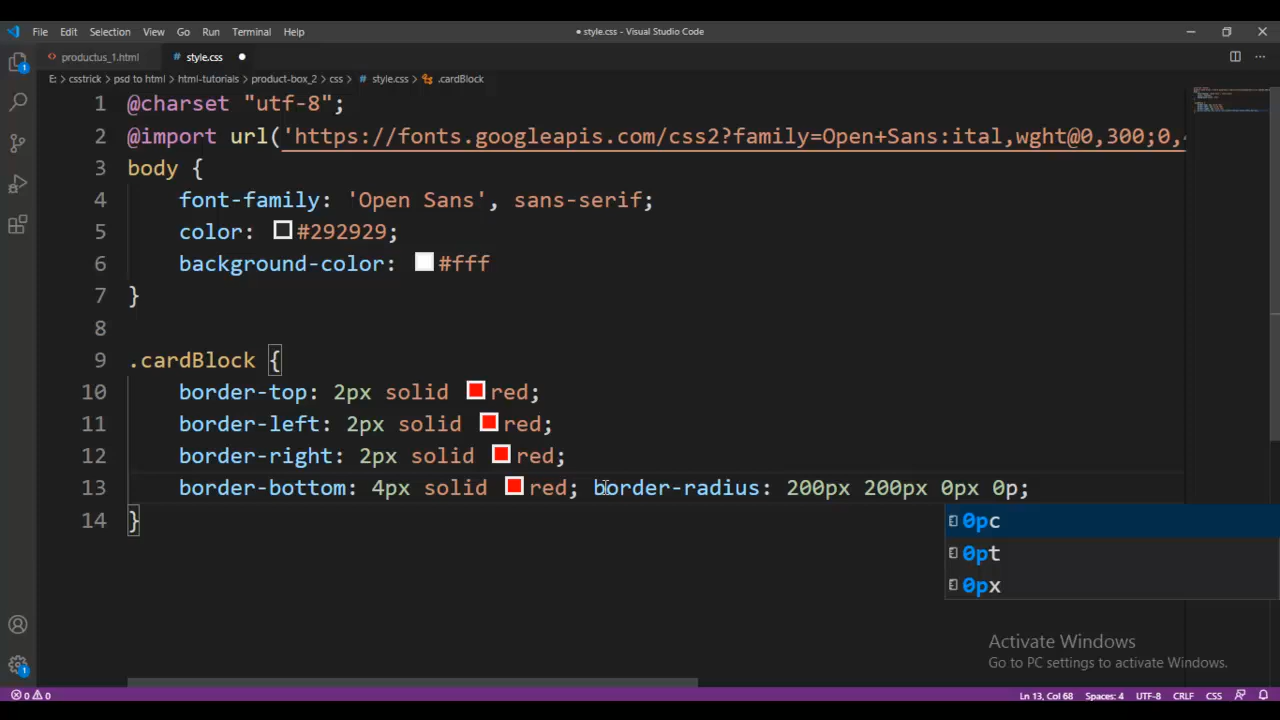 File Edit Selection View Go Run Terminal Help ● style.css - Visual Studio Code
<> productus_1.html # style.css ●
E: > csstrick > psd to html > html-tutorials > product-box_2 > css > # style.css > .cardBlock
1 @charset "utf-8";
2 @import url('https://fonts.googleapis.com/css2?family=Open+Sans:ital,wght@0,300;0,
3 body {
4 font-family: 'Open Sans', sans-serif;
5 color: #292929;
6 background-color: #fff
7 }
8
9 .cardBlock {
10 border-top: 2px solid red;
11 border-left: 2px solid red;
12 border-right: 2px solid red;
13 border-bottom: 4px solid red; border-radius: 200px 200px 0px 0p;
14 }
0pc
0pt
0px
Activate Windows
Go to PC settings to activate Windows.
1
1
0 0 Ln 13, Col 68 Spaces: 4 UTF-8 CRLF CSS